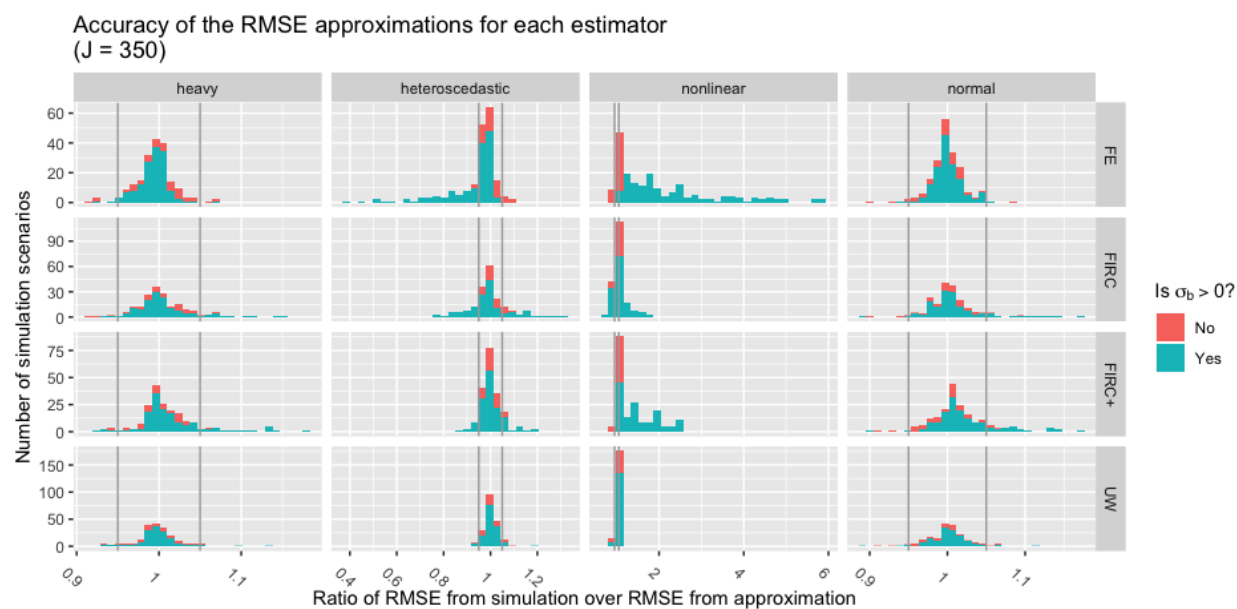 Accuracy of the RMSE approximations for each estimator
(J = 350)
heavy heteroscedastic nonlinear normal
Number of simulation scenarios
60
40
20
0
FE
90
60
30
0
FIRC
75
50
25
0
FIRC+
150
100
50
0
UW
0.9 1 1.1 0.4 0.6 0.8 1 1.2 2 4 6 0.9 1 1.1
Ratio of RMSE from simulation over RMSE from approximation
Is σb > 0?
No
Yes